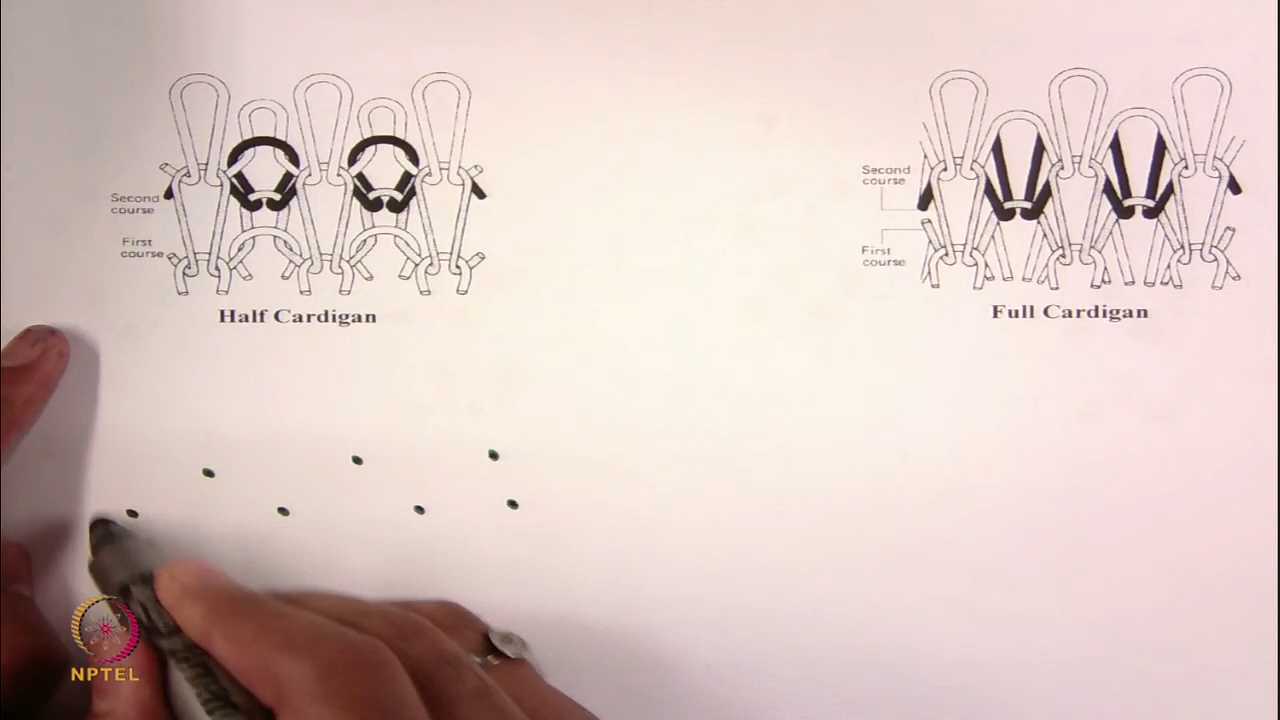 Second
course
First
course
Half Cardigan
Second
course
First
course
Full Cardigan
NPTEL